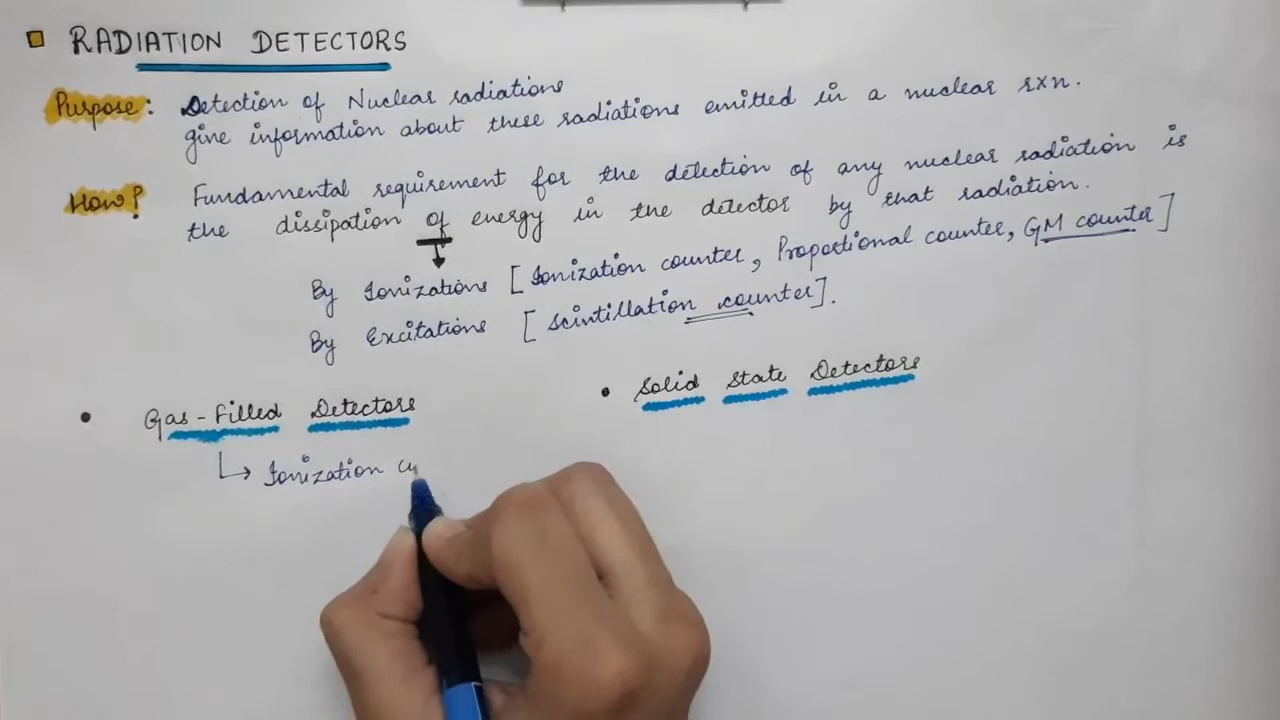 RADIATION DETECTORS
Purpose: Detection of Nuclear radiations
give information about these radiations emitted in a nuclear rxn.
How? Fundamental requirement for the detection of any nuclear radiation is
the dissipation of energy in the detector by that radiation.
By Ionizations [Ionization counter, Proportional counter, GM counter]
By Excitations [Scintillation counter].
• Gas-filled Detectors
• Solid State Detectors
↳ Ionization